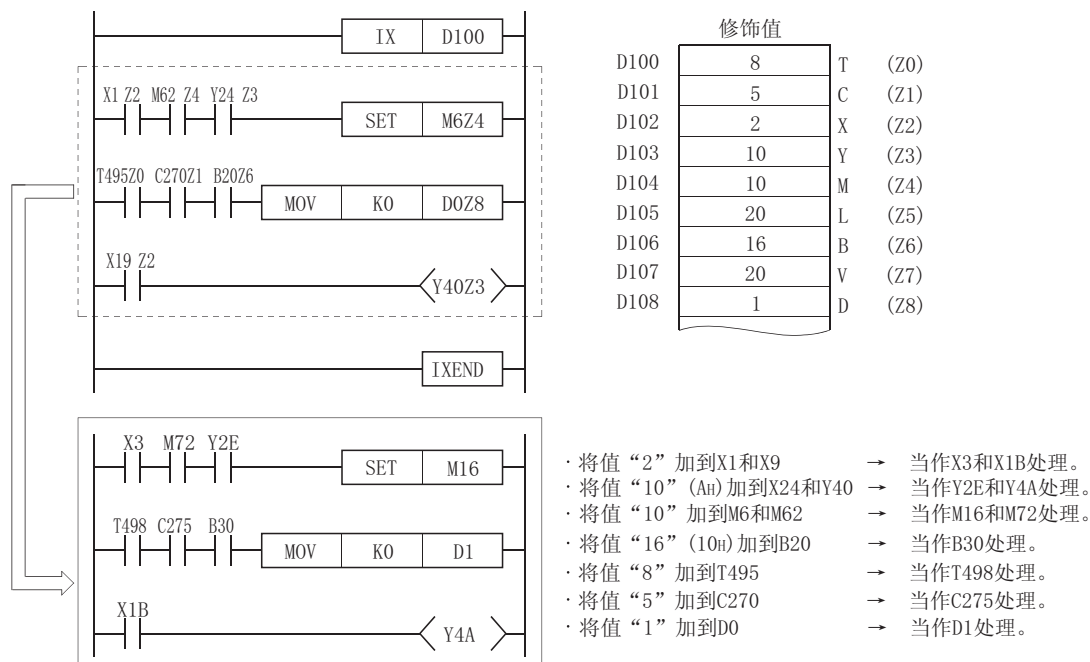 IX D100
X1 Z2 M62 Z4 Y24 Z3
SET M6Z4
T495Z0 C270Z1 B20Z6
MOV K0 D0Z8
X19 Z2
Y40Z3
IXEND
修饰值
D100 8 T (Z0)
D101 5 C (Z1)
D102 2 X (Z2)
D103 10 Y (Z3)
D104 10 M (Z4)
D105 20 L (Z5)
D106 16 B (Z6)
D107 20 V (Z7)
D108 1 D (Z8)
X3 M72 Y2E
SET M16
T498 C275 B30
MOV K0 D1
X1B
Y4A
·将值“2”加到X1和X9 → 当作X3和X1B处理。
·将值“10”(AH)加到X24和Y40 → 当作Y2E和Y4A处理。
·将值“10”加到M6和M62 → 当作M16和M72处理。
·将值“16”(10H)加到B20 → 当作B30处理。
·将值“8”加到T495 → 当作T498处理。
·将值“5”加到C270 → 当作C275处理。
·将值“1”加到D0 → 当作D1处理。